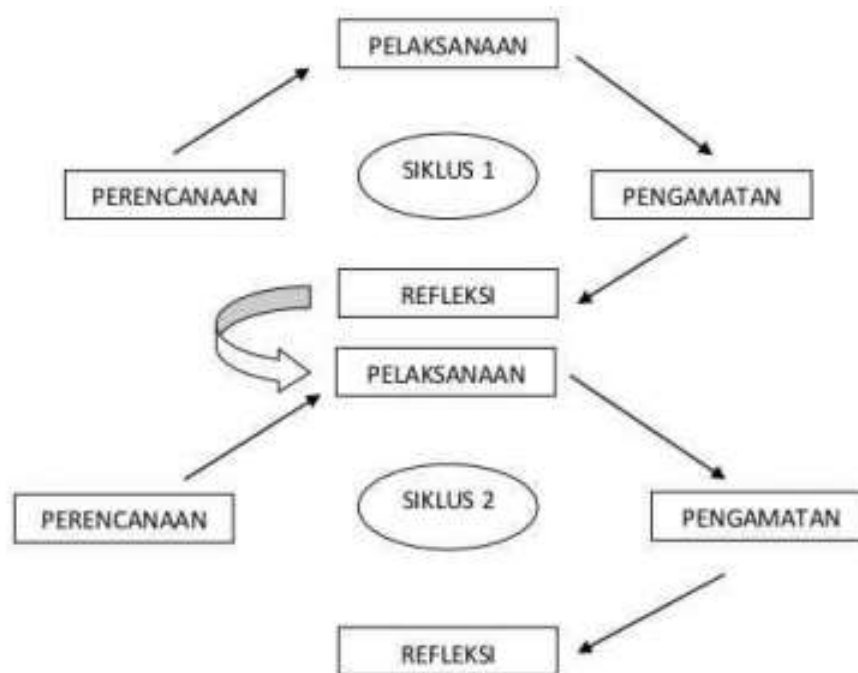 PELAKSANAAN
SIKLUS 1
PERENCANAAN
PENGAMATAN
REFLEKSI
PELAKSANAAN
SIKLUS 2
PERENCANAAN
PENGAMATAN
REFLEKSI